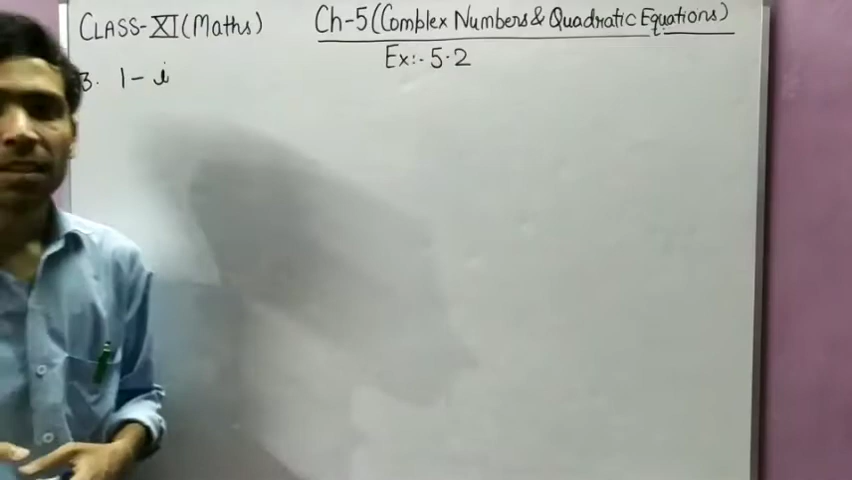 CLASS-XI(Maths)
Ch-5(Complex Numbers & Quadratic Equations)
Ex:- 5.2
3. 1 - i